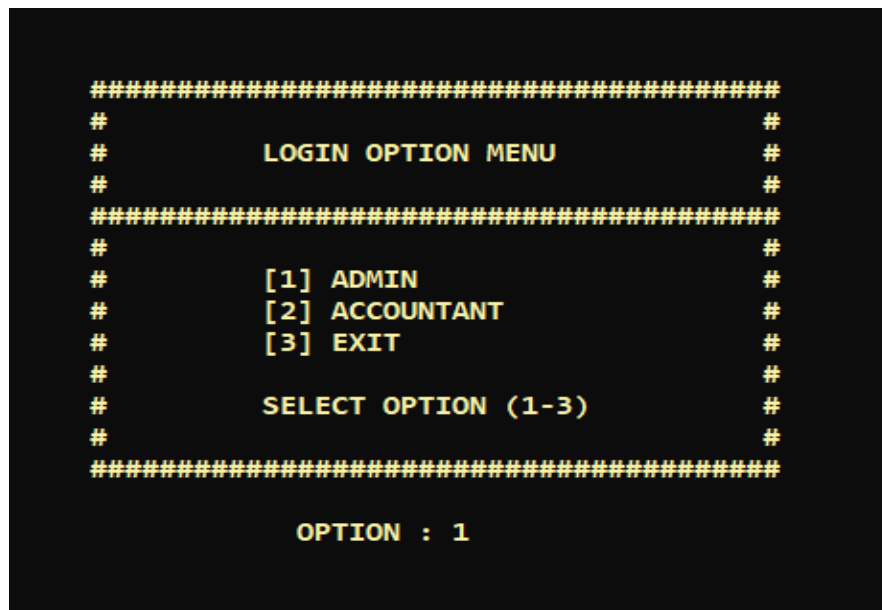 ########################################
#                                      #
#         LOGIN OPTION MENU            #
#                                      #
########################################
#                                      #
#         [1] ADMIN                    #
#         [2] ACCOUNTANT               #
#         [3] EXIT                     #
#                                      #
#         SELECT OPTION (1-3)          #
#                                      #
########################################
OPTION : 1